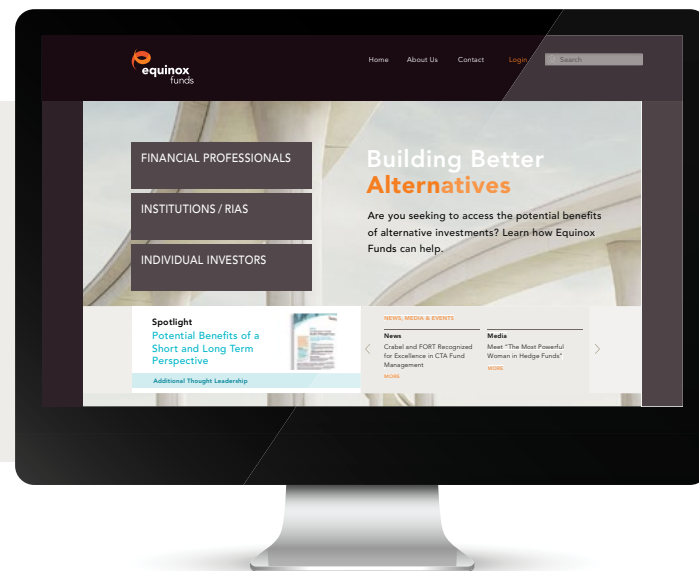 equinox
funds
Home About Us Contact Login Search
FINANCIAL PROFESSIONALS
INSTITUTIONS / RIAS
INDIVIDUAL INVESTORS
Building Better
Alternatives
Are you seeking to access the potential benefits
of alternative investments? Learn how Equinox
Funds can help.
Spotlight
Potential Benefits of a
Short and Long Term
Perspective
Additional Thought Leadership
NEWS, MEDIA & EVENTS
News
Crabel and FORT Recognized
for Excellence in CTA Fund
Management
MORE
Media
Meet "The Most Powerful
Woman in Hedge Funds"
MORE